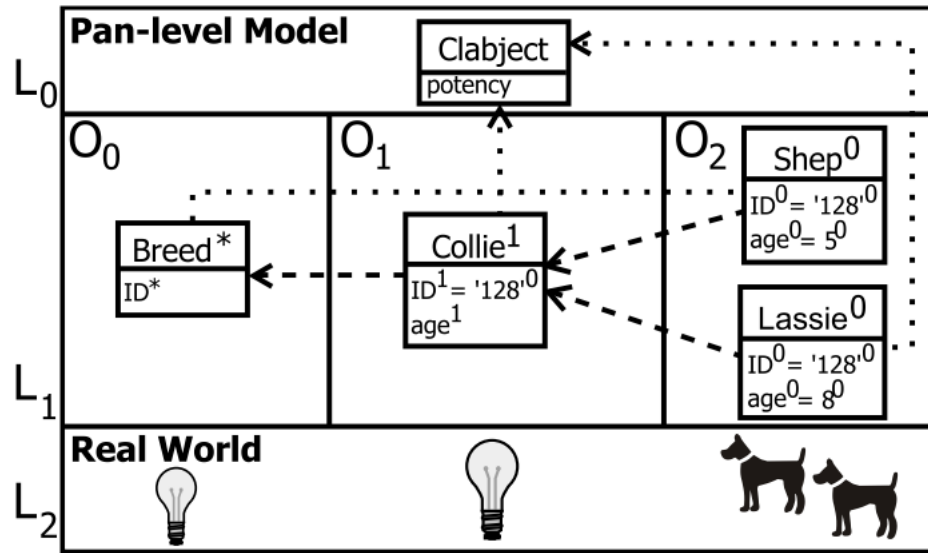 Pan-level Model
Clabject
potency
L₀
O₀
O₁
O₂
Shep⁰
ID⁰ = '128'⁰
age⁰ = 5⁰
Breed*
ID*
Collie¹
ID¹ = '128'⁰
age¹
Lassie⁰
ID⁰ = '128'⁰
age⁰ = 8⁰
L₁
Real World
L₂